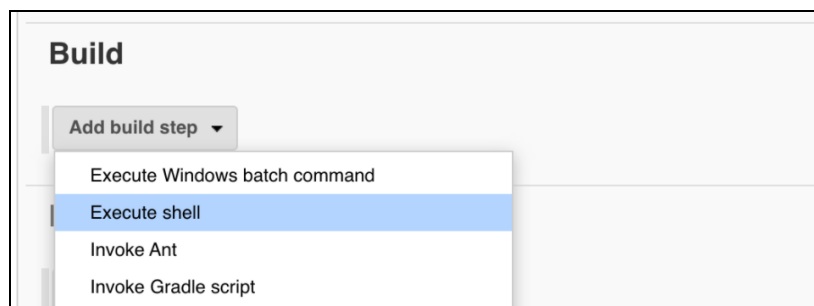 Build
Add build step
Execute Windows batch command
Execute shell
Invoke Ant
Invoke Gradle script